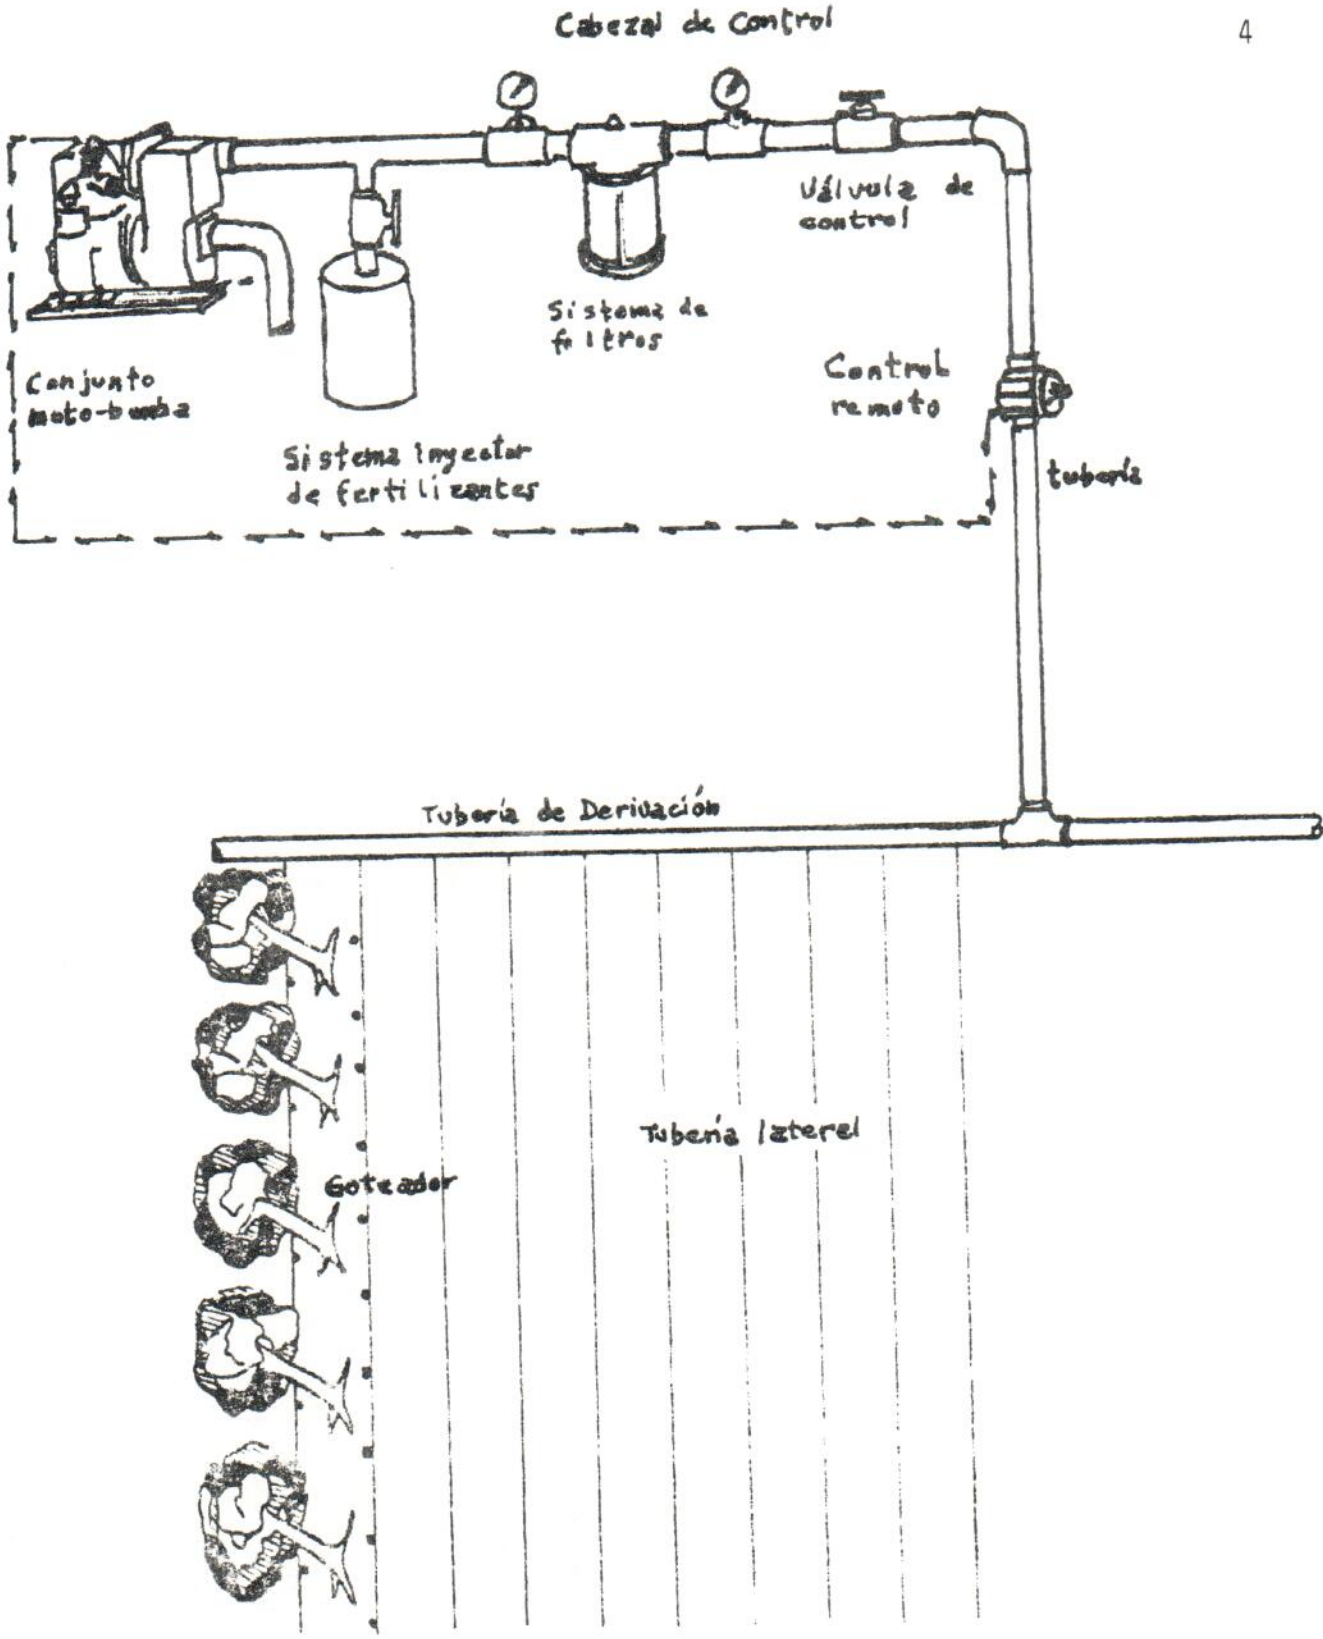 Cabezal de Control
4
Válvula de
control
Sistema de
filtros
Control
remoto
Conjunto
moto-bomba
Sistema inyector
de fertilizantes
tubería
Tubería de Derivación
Tubería lateral
Goteador